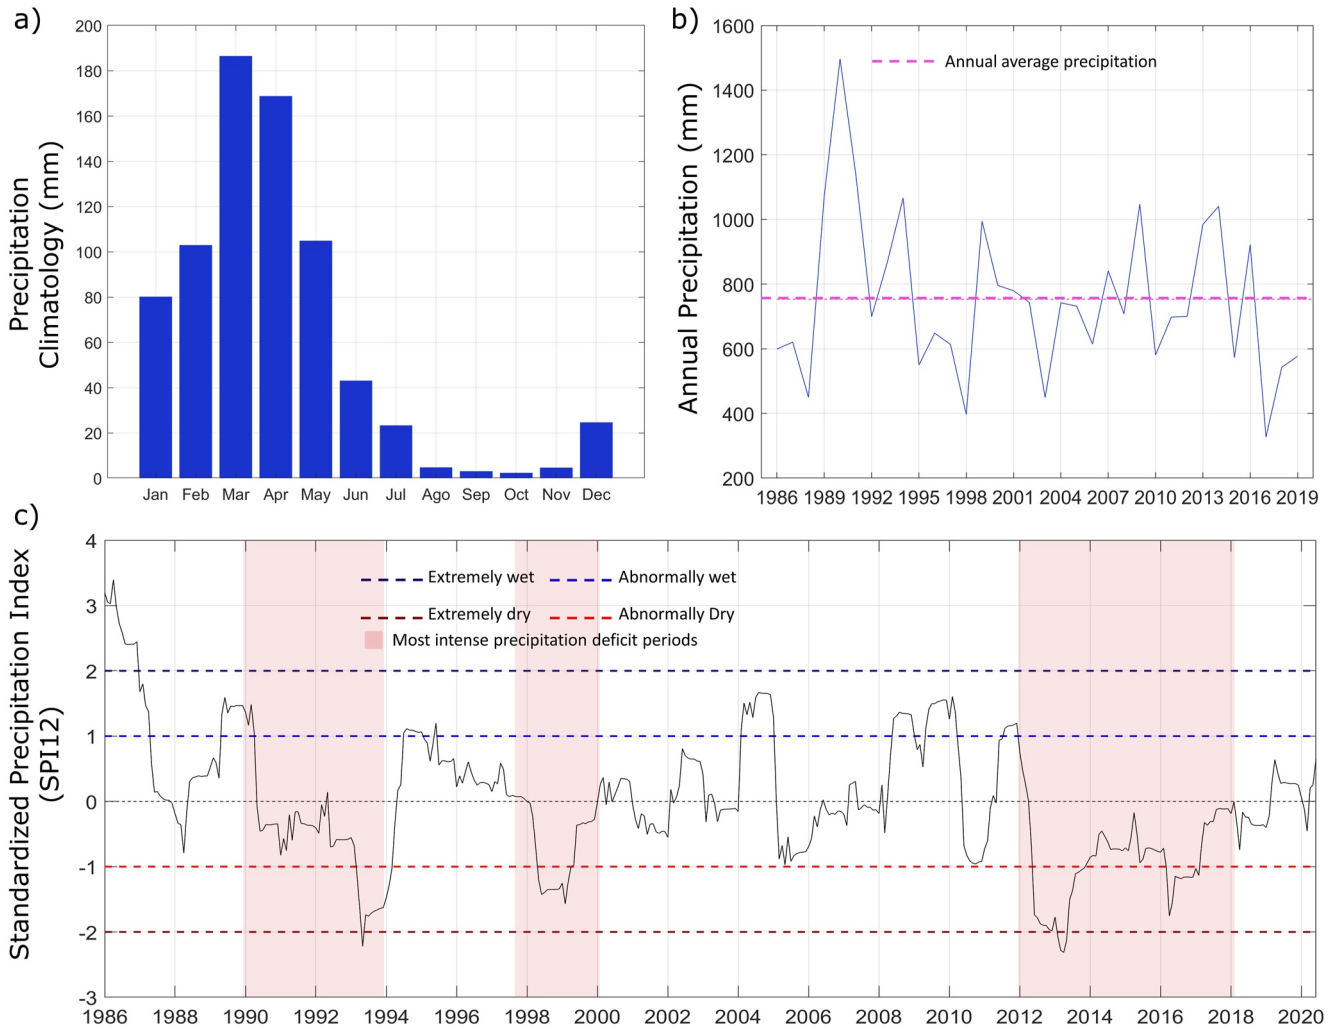 a)
Precipitation
Climatology (mm)
200
180
160
140
120
100
80
60
40
20
0
Jan Feb Mar Apr May Jun Jul Ago Sep Oct Nov Dec
b)
Annual Precipitation (mm)
1600
1400
1200
1000
800
600
400
200
Annual average precipitation
1986 1989 1992 1995 1998 2001 2004 2007 2010 2013 2016 2019
c)
Standardized Precipitation Index
(SPI12)
4
3
2
1
0
-1
-2
-3
Extremely wet Abnormally wet
Extremely dry Abnormally Dry
Most intense precipitation deficit periods
1986 1988 1990 1992 1994 1996 1998 2000 2002 2004 2006 2008 2010 2012 2014 2016 2018 2020